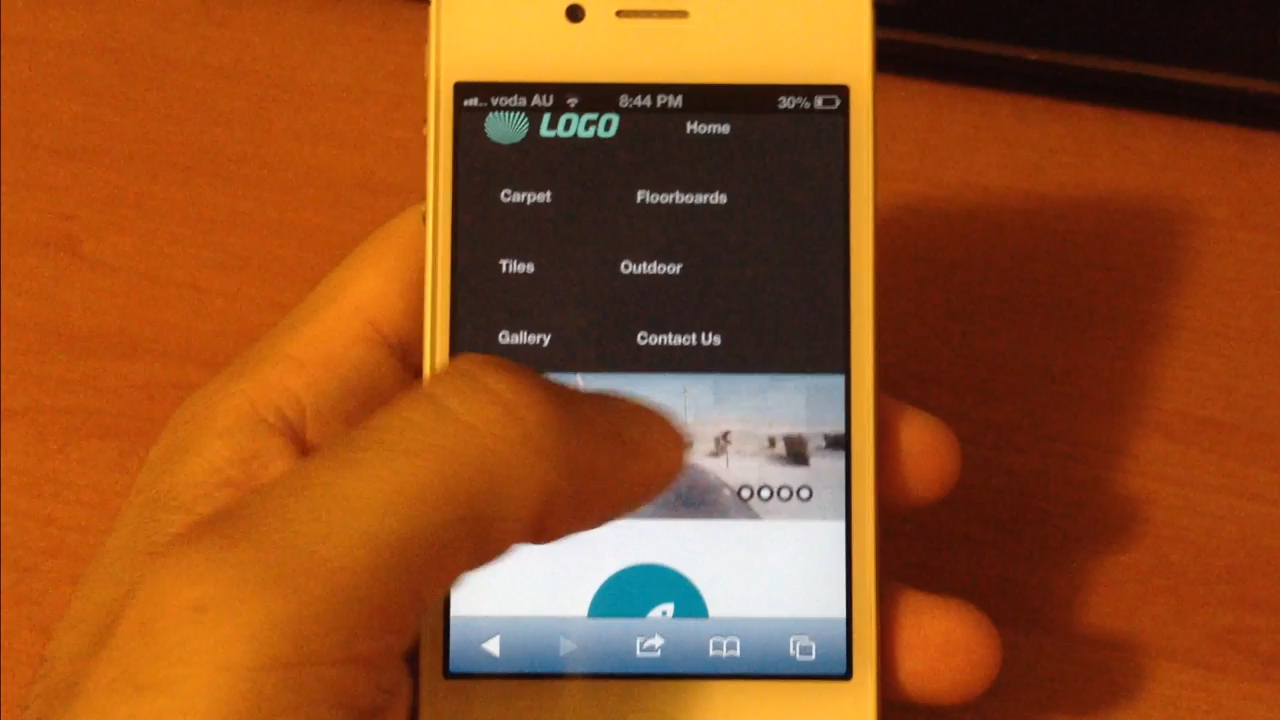 voda AU 8:44 PM 30%
LOGO Home
Carpet Floorboards
Tiles Outdoor
Gallery Contact Us